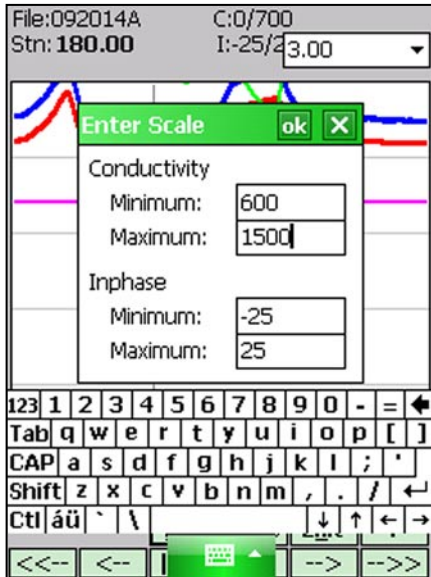 File:092014A C:0/700
Stn: 180.00 I:-25/2 3.00
Enter Scale ok X
Conductivity
Minimum: 600
Maximum: 1500
Inphase
Minimum: -25
Maximum: 25
123 1 2 3 4 5 6 7 8 9 0 - =
Tab q w e r t y u i o p [ ]
CAP a s d f g h j k l ; '
Shift z x c v b n m , . /
Ctl áü ` \ ↓ ↑ ← →
<<-- <-- --> -->>